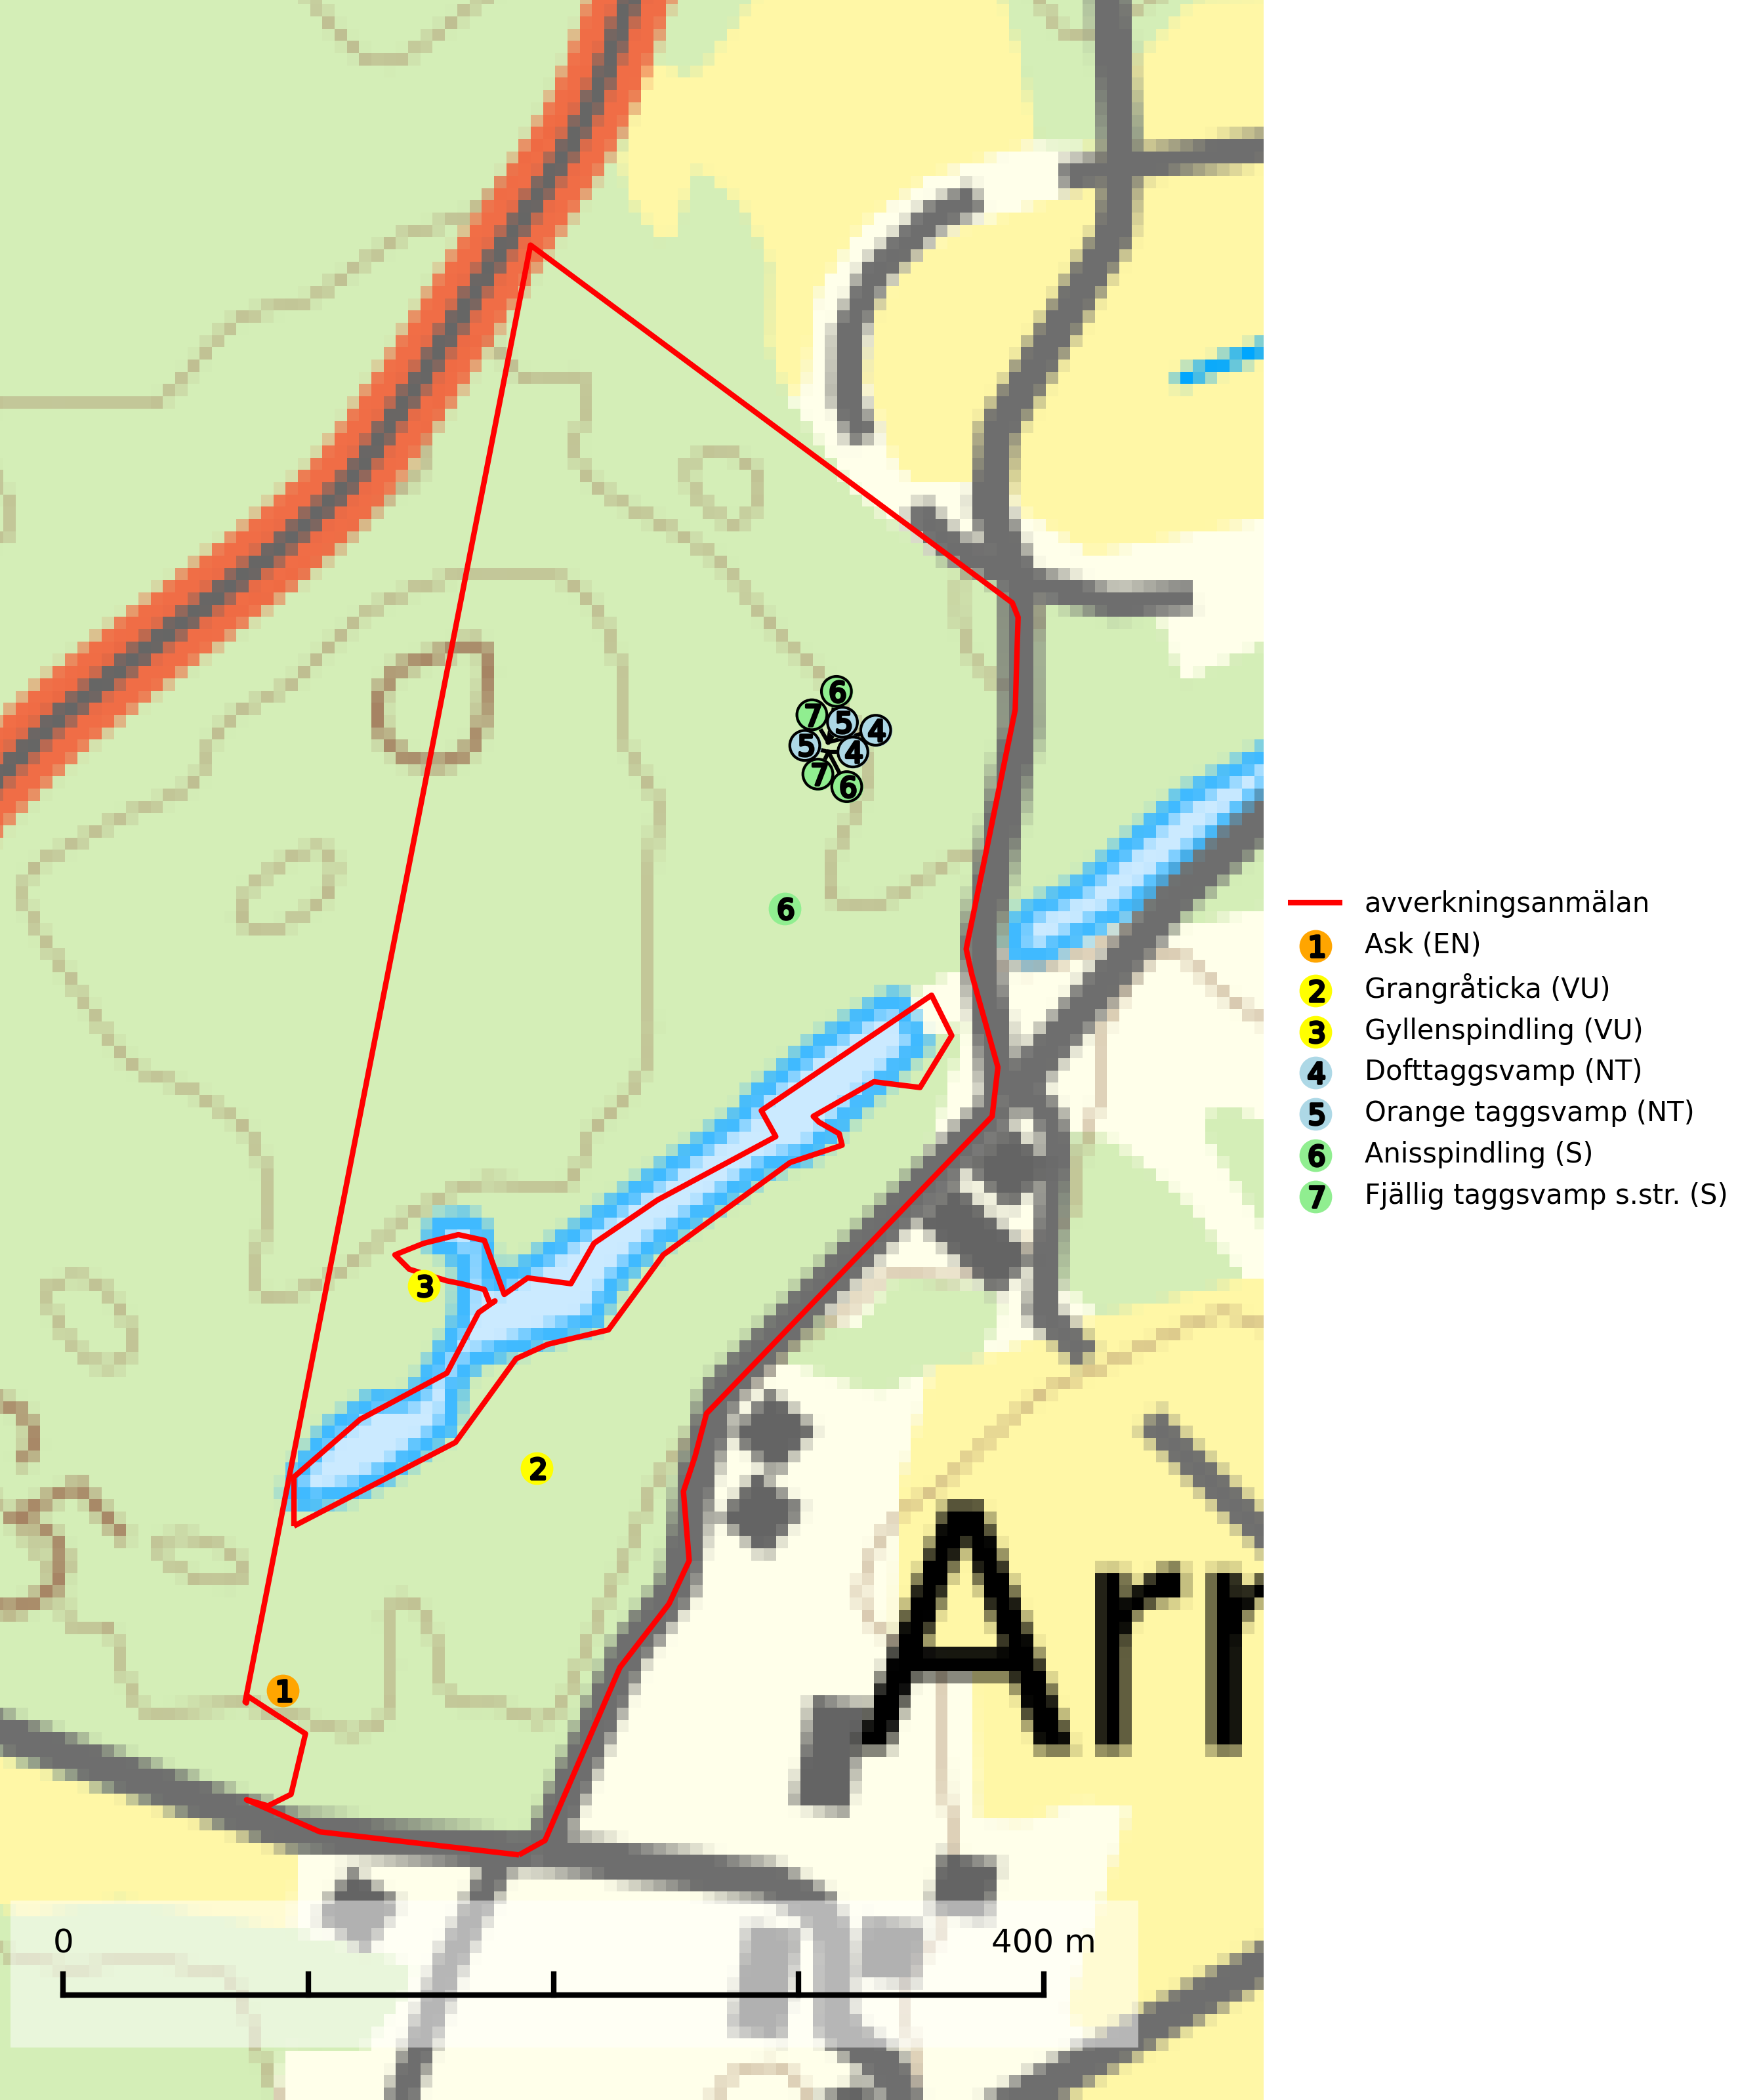 6
7
5
4
5
4
7
6
6
3
2
1
Arr
0
400 m
avverkningsanmälan
1 Ask (EN)
2 Grangråticka (VU)
3 Gyllenspindling (VU)
4 Dofttaggsvamp (NT)
5 Orange taggsvamp (NT)
6 Anisspindling (S)
7 Fjällig taggsvamp s.str. (S)